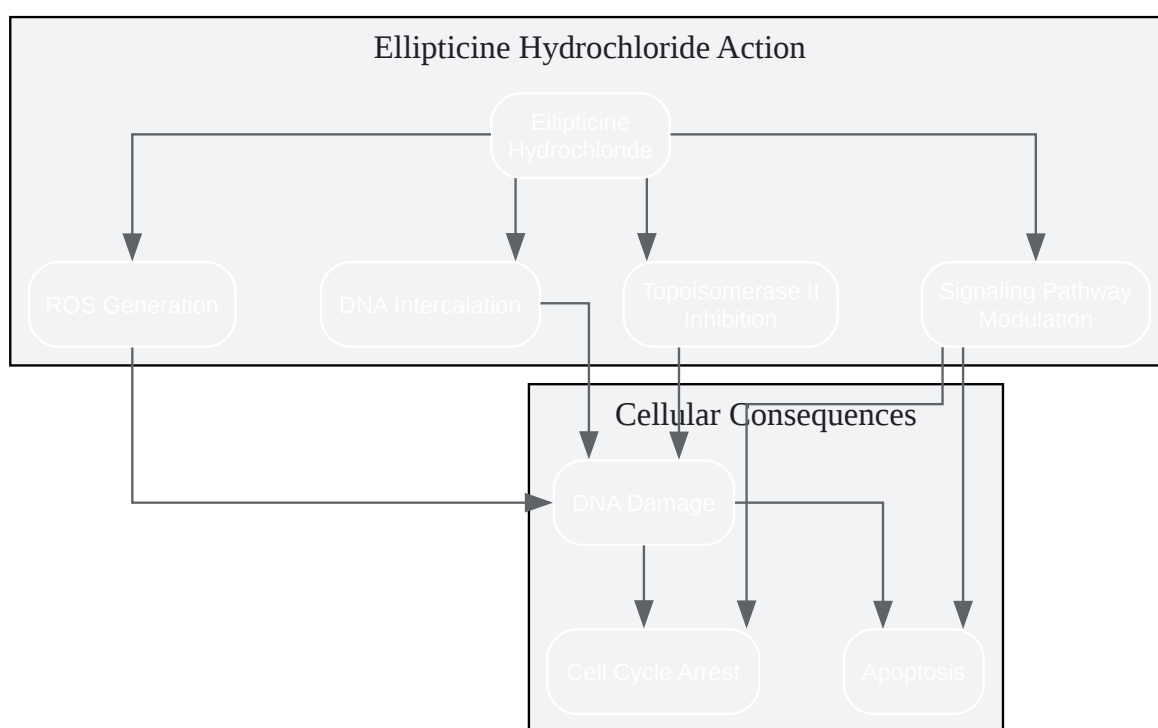 Ellipticine Hydrochloride Action
Ellipticine
Hydrochloride
ROS Generation
DNA Intercalation
Topoisomerase II
Inhibition
Signaling Pathway
Modulation
Cellular Consequences
DNA Damage
Cell Cycle Arrest
Apoptosis